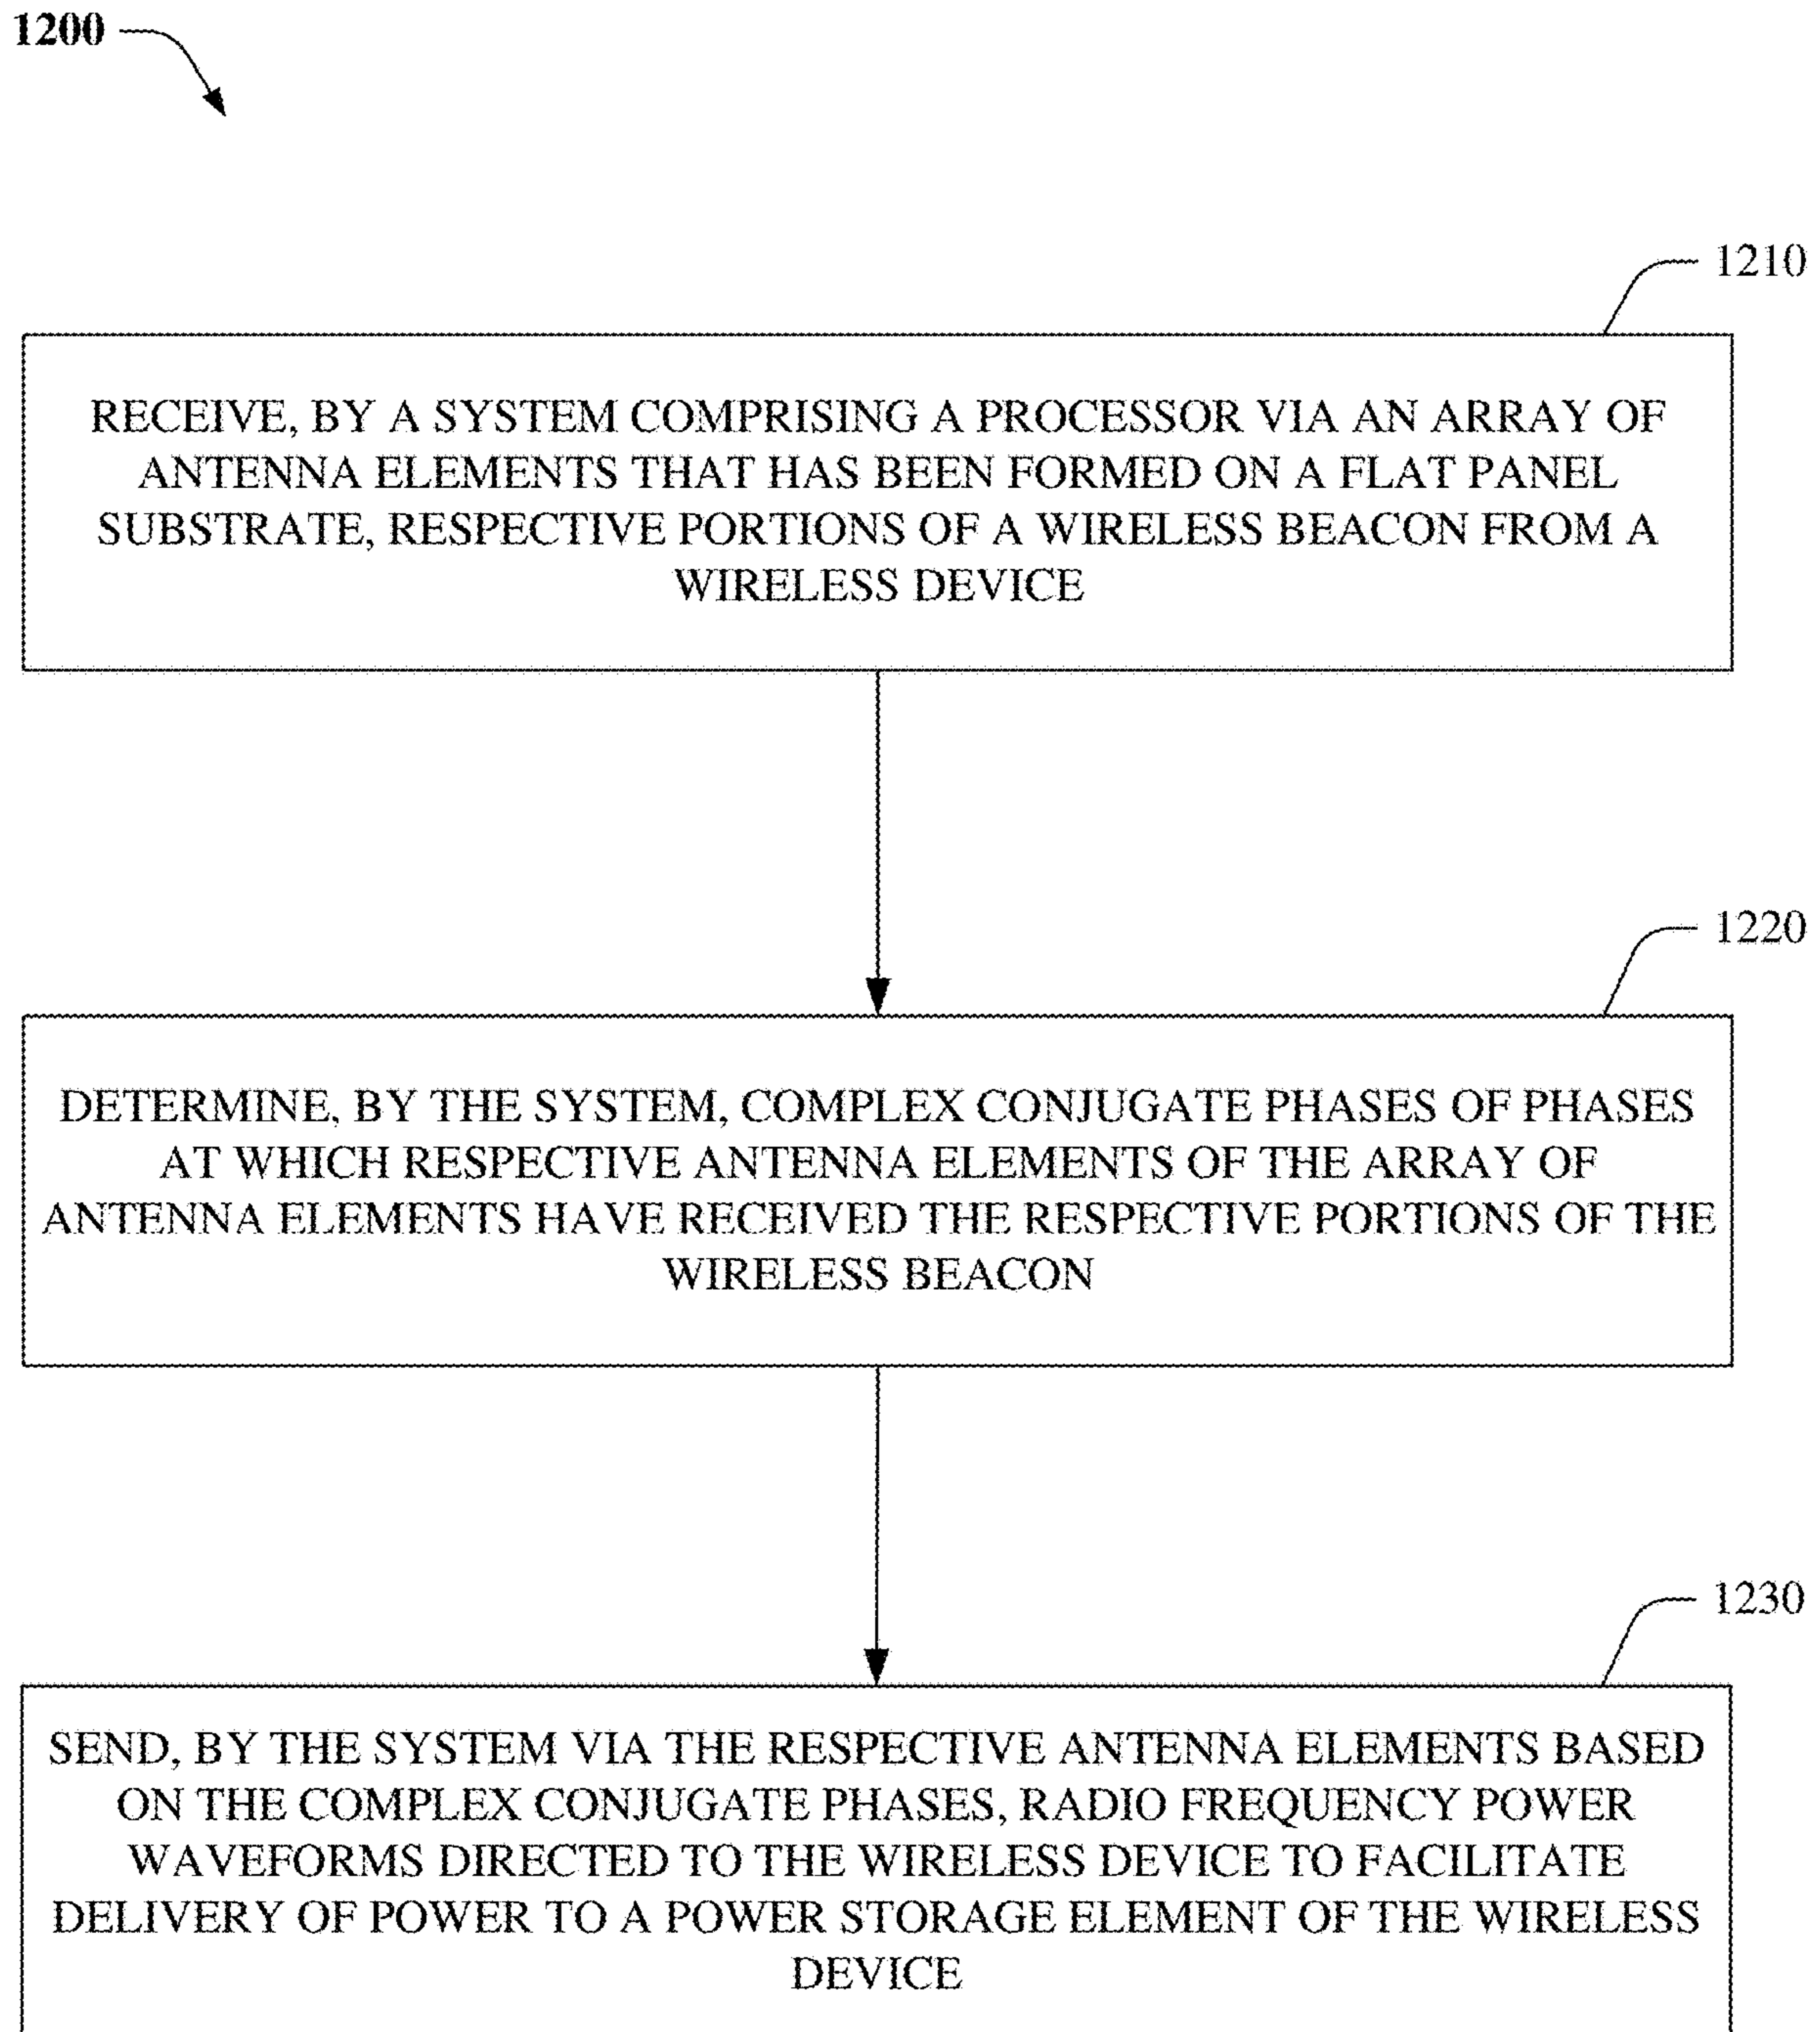 1200
1210
RECEIVE, BY A SYSTEM COMPRISING A PROCESSOR VIA AN ARRAY OF
ANTENNA ELEMENTS THAT HAS BEEN FORMED ON A FLAT PANEL
SUBSTRATE, RESPECTIVE PORTIONS OF A WIRELESS BEACON FROM A
WIRELESS DEVICE
1220
DETERMINE, BY THE SYSTEM, COMPLEX CONJUGATE PHASES OF PHASES
AT WHICH RESPECTIVE ANTENNA ELEMENTS OF THE ARRAY OF
ANTENNA ELEMENTS HAVE RECEIVED THE RESPECTIVE PORTIONS OF THE
WIRELESS BEACON
1230
SEND, BY THE SYSTEM VIA THE RESPECTIVE ANTENNA ELEMENTS BASED
ON THE COMPLEX CONJUGATE PHASES, RADIO FREQUENCY POWER
WAVEFORMS DIRECTED TO THE WIRELESS DEVICE TO FACILITATE
DELIVERY OF POWER TO A POWER STORAGE ELEMENT OF THE WIRELESS
DEVICE